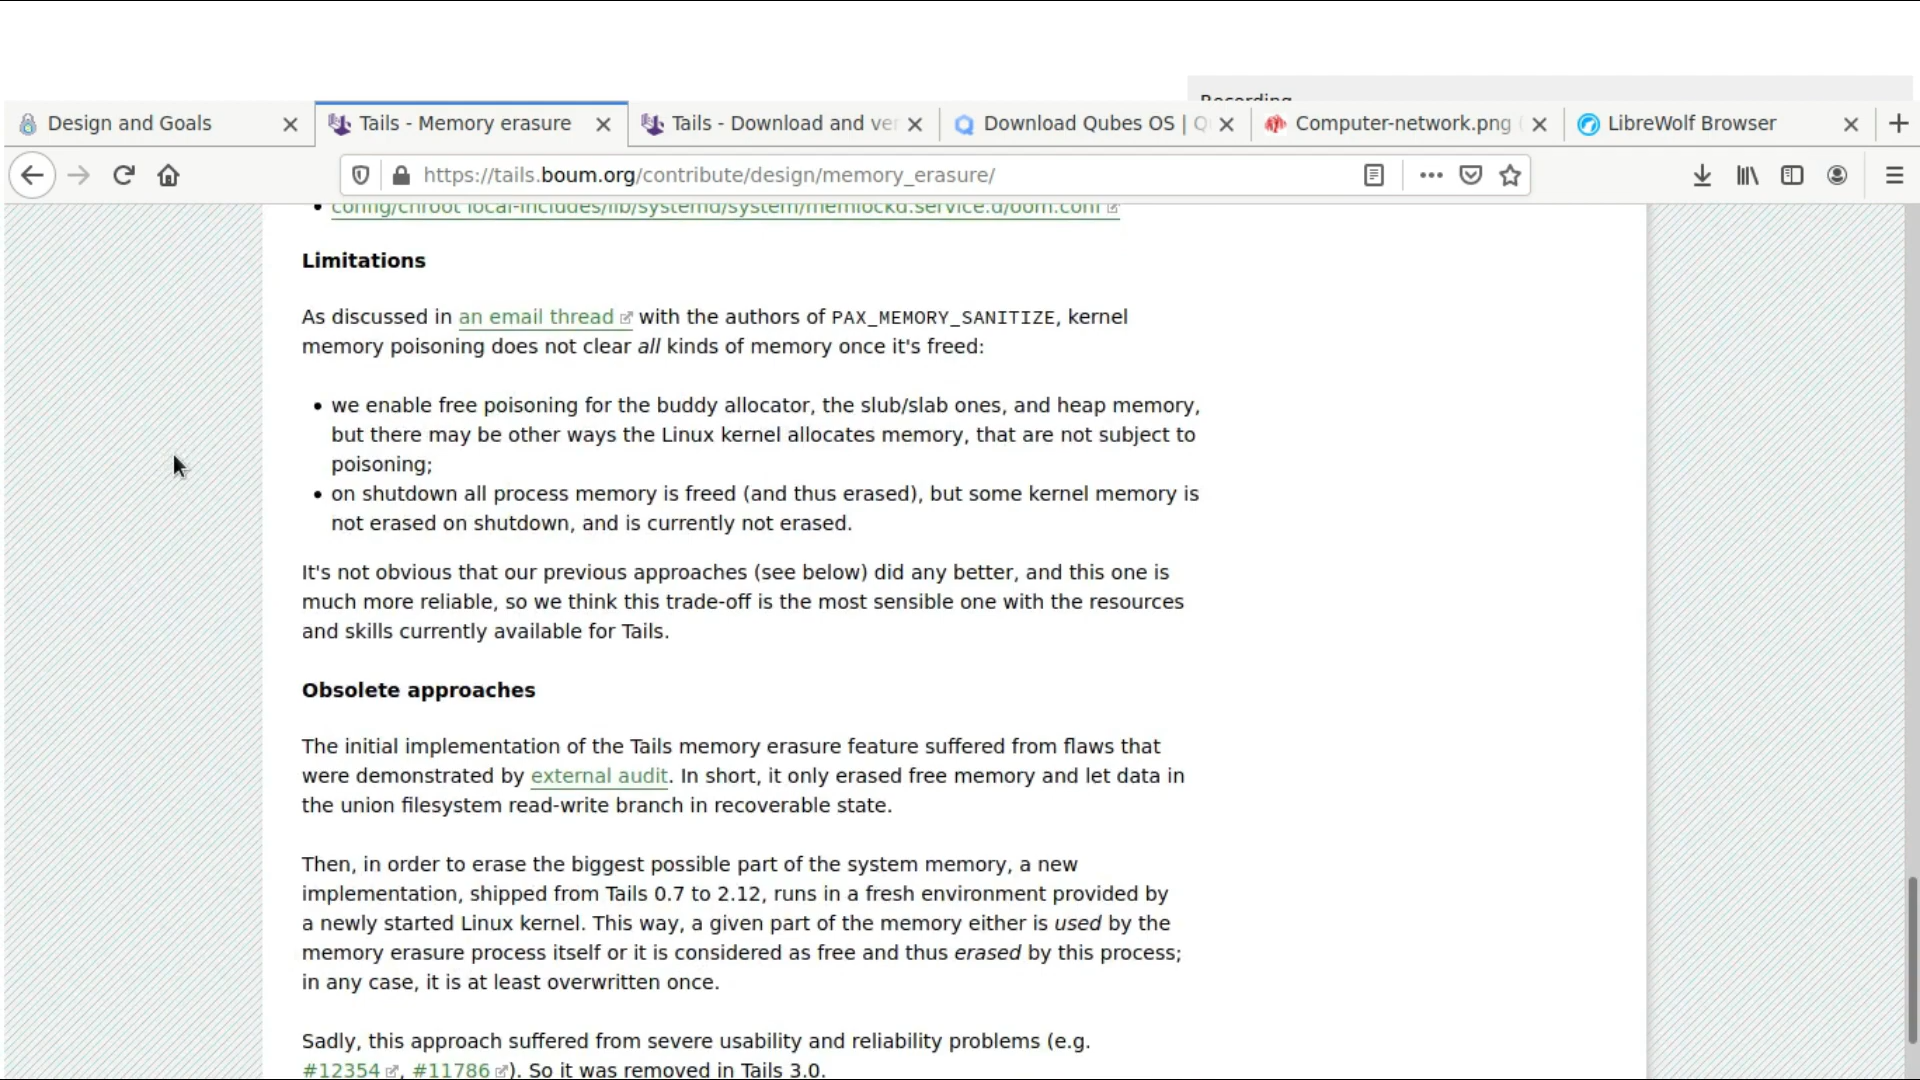 Recording
Design and Goals
Tails - Memory erasure
Tails - Download and ver
Download Qubes OS | Q
Computer-network.png (
LibreWolf Browser
https://tails.boum.org/contribute/design/memory_erasure/
config/chroot local-includes/lib/systemd/system/memlockd.service.d/oom.conf
Limitations
As discussed in an email thread with the authors of PAX_MEMORY_SANITIZE, kernel
memory poisoning does not clear all kinds of memory once it's freed:
• we enable free poisoning for the buddy allocator, the slub/slab ones, and heap memory,
but there may be other ways the Linux kernel allocates memory, that are not subject to
poisoning;
• on shutdown all process memory is freed (and thus erased), but some kernel memory is
not erased on shutdown, and is currently not erased.
It's not obvious that our previous approaches (see below) did any better, and this one is
much more reliable, so we think this trade-off is the most sensible one with the resources
and skills currently available for Tails.
Obsolete approaches
The initial implementation of the Tails memory erasure feature suffered from flaws that
were demonstrated by external audit. In short, it only erased free memory and let data in
the union filesystem read-write branch in recoverable state.
Then, in order to erase the biggest possible part of the system memory, a new
implementation, shipped from Tails 0.7 to 2.12, runs in a fresh environment provided by
a newly started Linux kernel. This way, a given part of the memory either is used by the
memory erasure process itself or it is considered as free and thus erased by this process;
in any case, it is at least overwritten once.
Sadly, this approach suffered from severe usability and reliability problems (e.g.
#12354, #11786). So it was removed in Tails 3.0.